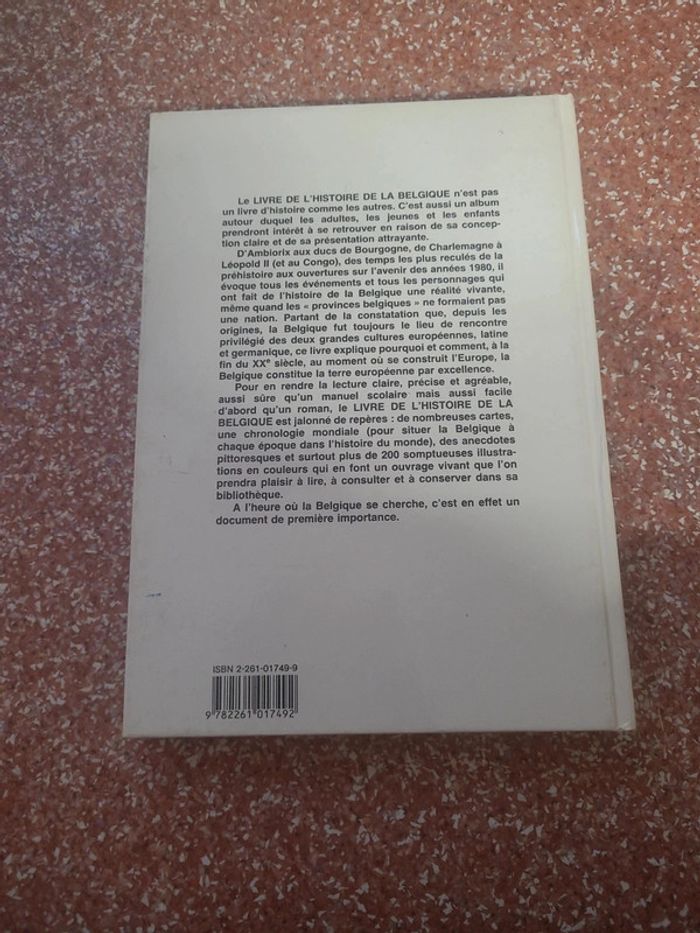 Le LIVRE DE L'HISTOIRE DE LA BELGIQUE n'est pas
un livre d'histoire comme les autres. C'est aussi un album
autour duquel les adultes, les jeunes et les enfants
prendront intérêt à se retrouver en raison de sa concep-
tion claire et de sa présentation attrayante.
D'Ambiorix aux ducs de Bourgogne, de Charlemagne à
Léopold II (et au Congo), des temps les plus reculés de la
préhistoire aux ouvertures sur l'avenir des années 1980, il
évoque tous les événements et tous les personnages qui
ont fait de l'histoire de la Belgique une réalité vivante,
même quand les « provinces belgiques » ne formaient pas
une nation. Partant de la constatation que, depuis les
origines, la Belgique fut toujours le lieu de rencontre
privilégié des deux grandes cultures européennes, latine
et germanique, ce livre explique pourquoi et comment, à la
fin du XXe siècle, au moment où se construit l'Europe, la
Belgique constitue la terre européenne par excellence.
Pour en rendre la lecture claire, précise et agréable,
aussi sûre qu'un manuel scolaire mais aussi facile
d'abord qu'un roman, le LIVRE DE L'HISTOIRE DE LA
BELGIQUE est jalonné de repères : de nombreuses cartes,
une chronologie mondiale (pour situer la Belgique à
chaque époque dans l'histoire du monde), des anecdotes
pittoresques et surtout plus de 200 somptueuses illustra-
tions en couleurs qui en font un ouvrage vivant que l'on
prendra plaisir à lire, à consulter et à conserver dans sa
bibliothèque.
A l'heure où la Belgique se cherche, c'est en effet un
document de première importance.
ISBN 2-261-01749-9
9 782261 017492